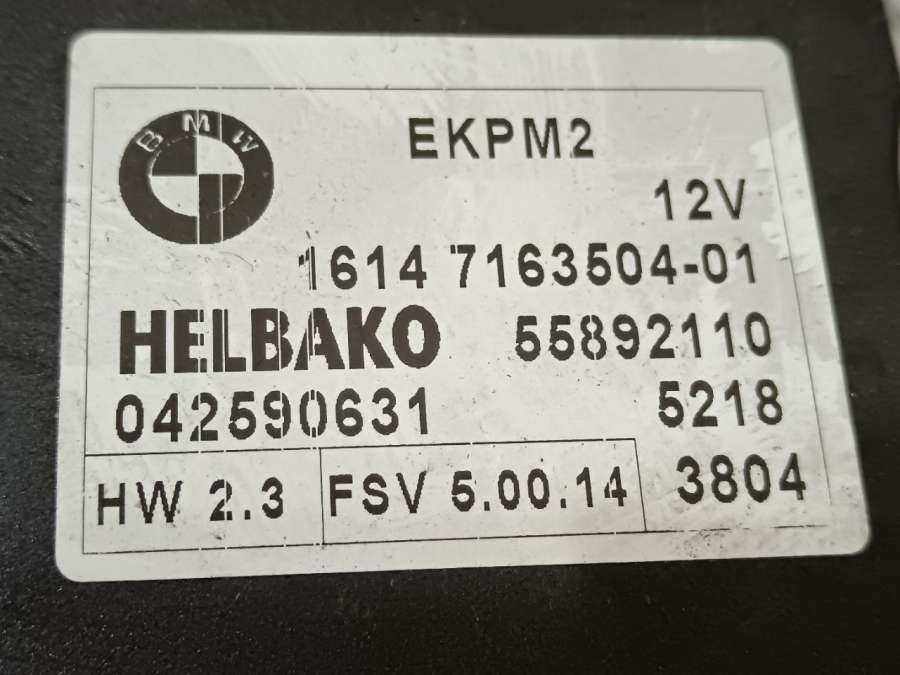 BMW
EKPM2
12V
1614 7163504-01
HELBAKO 55892110
042590631 5218
HW 2.3 FSV 5.00.14 3804